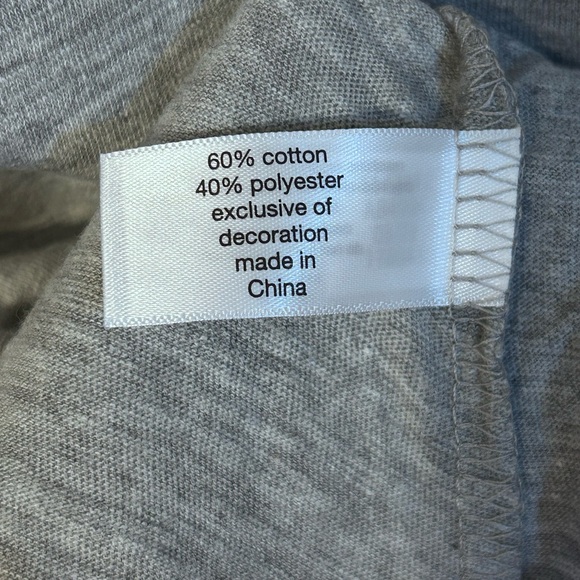 60% cotton
40% polyester
exclusive of
decoration
made in
China